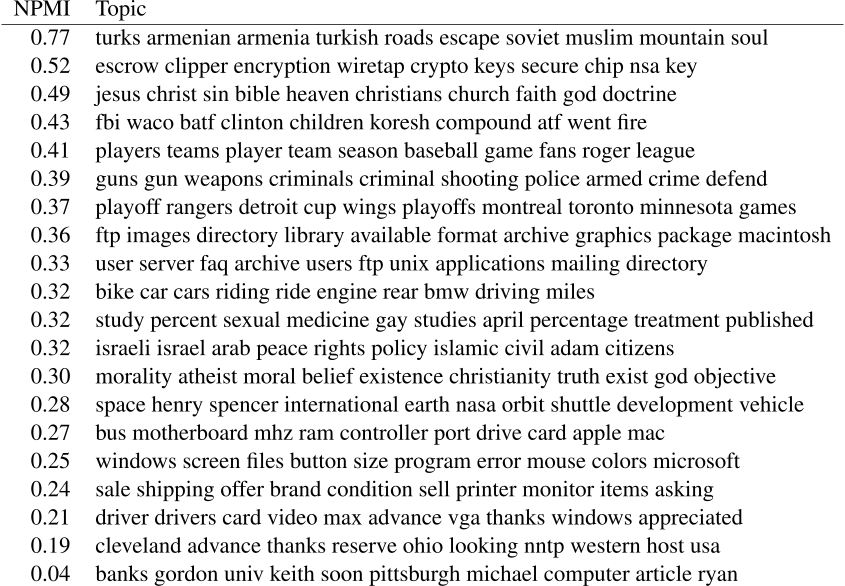 NPMI Topic
0.77 turks armenian armenia turkish roads escape soviet muslim mountain soul
0.52 escrow clipper encryption wiretap crypto keys secure chip nsa key
0.49 jesus christ sin bible heaven christians church faith god doctrine
0.43 fbi waco batf clinton children koresh compound atf went fire
0.41 players teams player team season baseball game fans roger league
0.39 guns gun weapons criminals criminal shooting police armed crime defend
0.37 playoff rangers detroit cup wings playoffs montreal toronto minnesota games
0.36 ftp images directory library available format archive graphics package macintosh
0.33 user server faq archive users ftp unix applications mailing directory
0.32 bike car cars riding ride engine rear bmw driving miles
0.32 study percent sexual medicine gay studies april percentage treatment published
0.32 israeli israel arab peace rights policy islamic civil adam citizens
0.30 morality atheist moral belief existence christianity truth exist god objective
0.28 space henry spencer international earth nasa orbit shuttle development vehicle
0.27 bus motherboard mhz ram controller port drive card apple mac
0.25 windows screen files button size program error mouse colors microsoft
0.24 sale shipping offer brand condition sell printer monitor items asking
0.21 driver drivers card video max advance vga thanks windows appreciated
0.19 cleveland advance thanks reserve ohio looking nntp western host usa
0.04 banks gordon univ keith soon pittsburgh michael computer article ryan